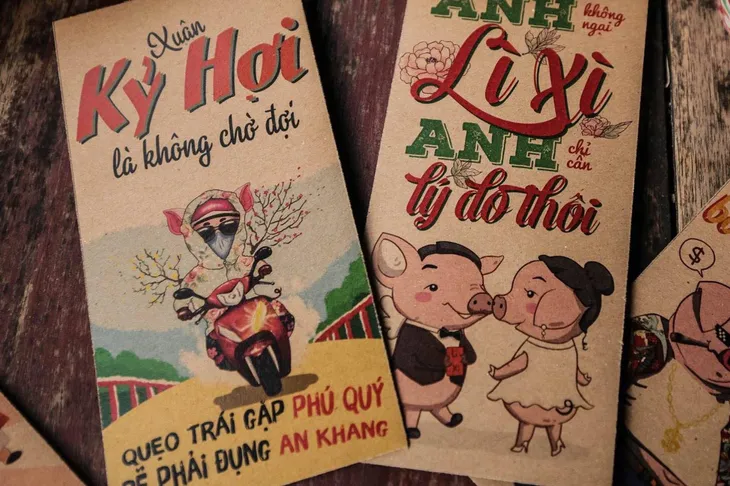 Xuân
Kỷ Hợi
là không chờ đợi
QUẸO TRÁI GẶP PHÚ QUÝ
RẼ PHẢI ĐỤNG AN KHANG
ANH không
ngại
Lì Xì
ANH chỉ
cần
lý do thôi
$